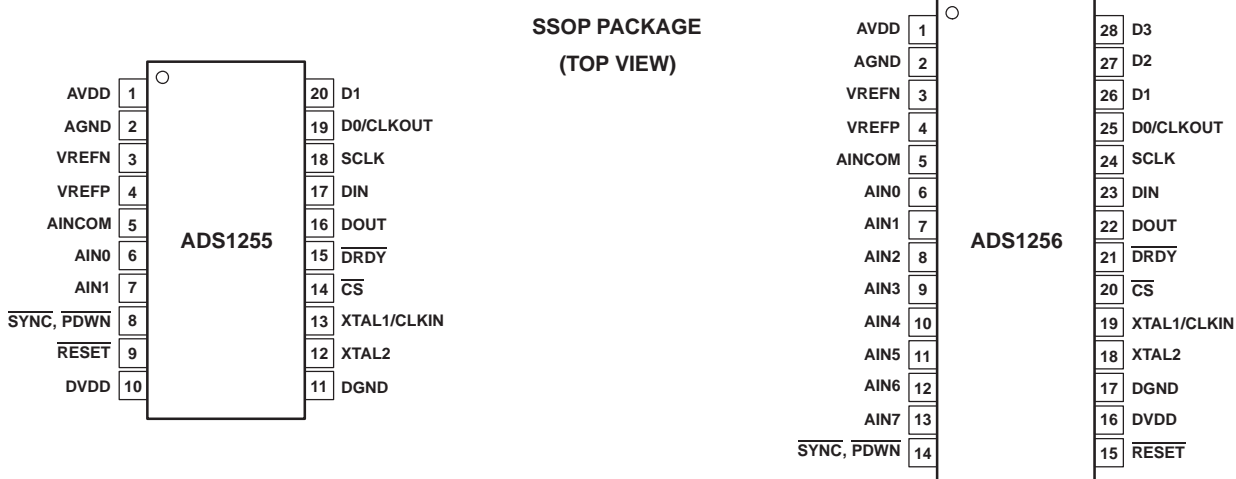 SSOP PACKAGE
(TOP VIEW)
ADS1255
AVDD 1
AGND 2
VREFN 3
VREFP 4
AINCOM 5
AIN0 6
AIN1 7
SYNC, PDWN 8
RESET 9
DVDD 10
20 D1
19 D0/CLKOUT
18 SCLK
17 DIN
16 DOUT
15 DRDY
14 CS
13 XTAL1/CLKIN
12 XTAL2
11 DGND
ADS1256
AVDD 1
AGND 2
VREFN 3
VREFP 4
AINCOM 5
AIN0 6
AIN1 7
AIN2 8
AIN3 9
AIN4 10
AIN5 11
AIN6 12
AIN7 13
SYNC, PDWN 14
28 D3
27 D2
26 D1
25 D0/CLKOUT
24 SCLK
23 DIN
22 DOUT
21 DRDY
20 CS
19 XTAL1/CLKIN
18 XTAL2
17 DGND
16 DVDD
15 RESET